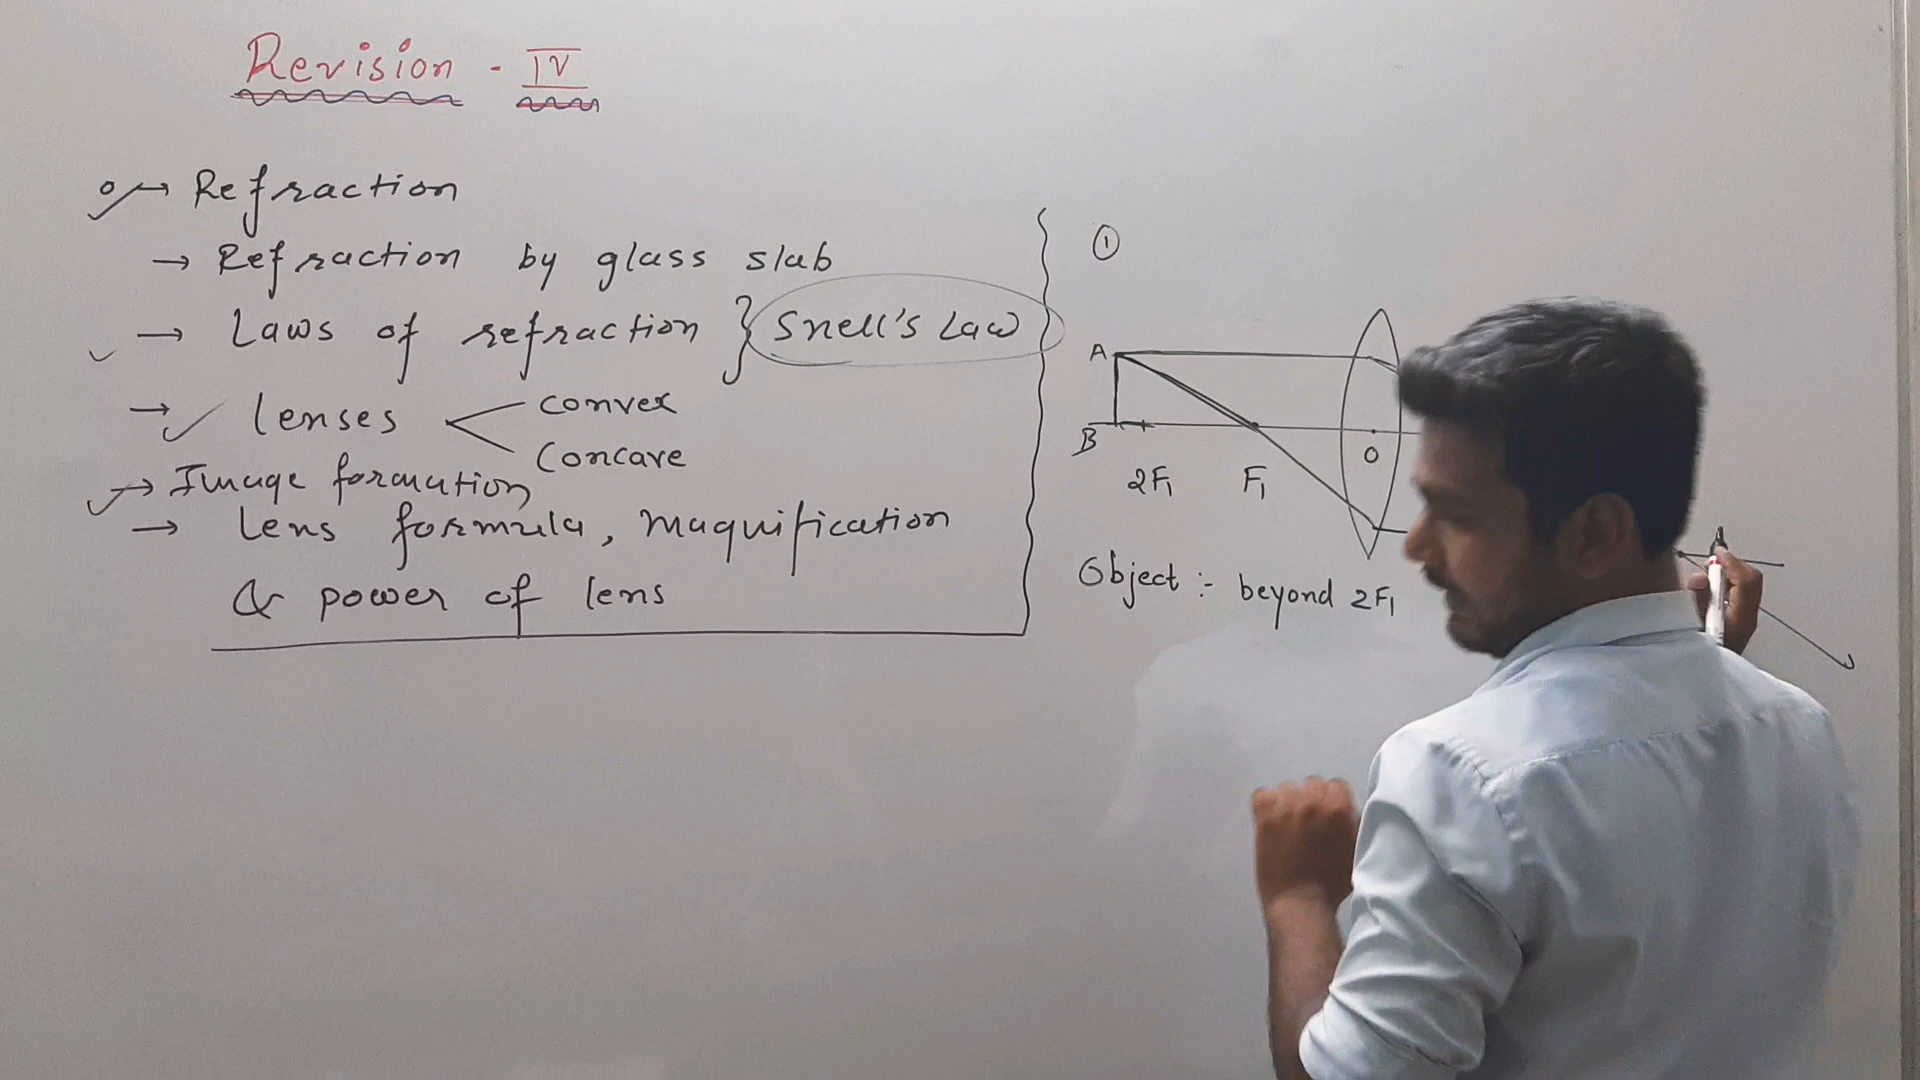 Revision - IV
→ Refraction
→ Refraction by glass slab
→ Laws of refraction } Snell's Law
→ lenses < convex
Concave
→ Image formation
→ Lens formula, Maquification
& power of lens
①
A
B
2F₁ F₁ O
Object :- beyond 2F₁